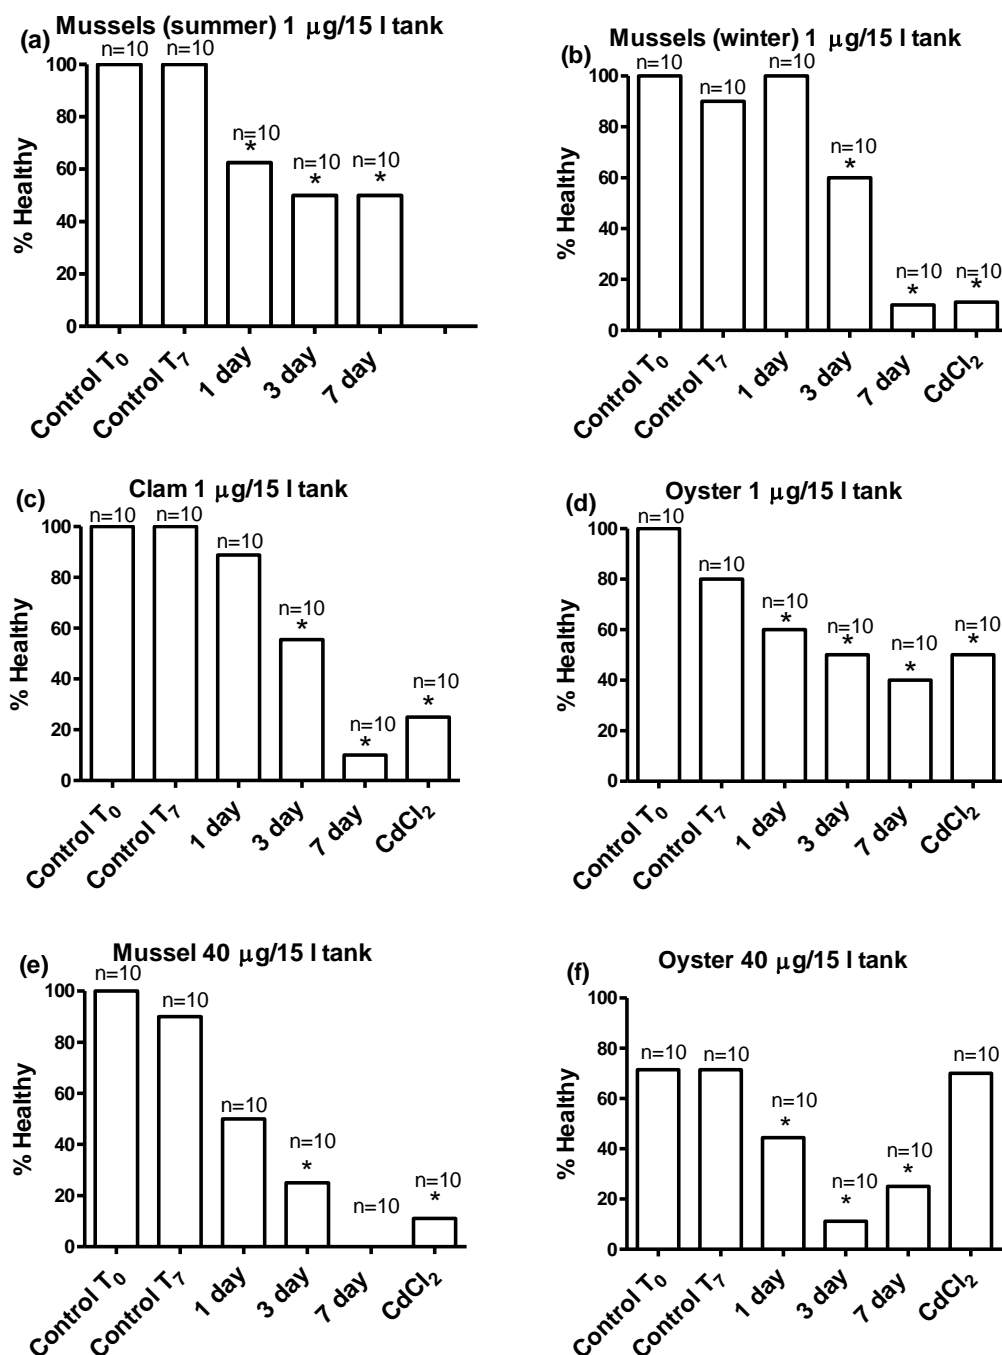 (a) Mussels (summer) 1 μg/15 l tank
n=10 n=10
100
n=10
*
80
n=10 n=10
* *
60
40
20
0
% Healthy
Control T₀ Control T₇ 1 day 3 day 7 day
(b) Mussels (winter) 1 μg/15 l tank
n=10 n=10 n=10
100
80
n=10
*
60
40
n=10 n=10
* *
20
0
% Healthy
Control T₀ Control T₇ 1 day 3 day 7 day CdCl₂
(c) Clam 1 μg/15 l tank
n=10 n=10
100
n=10
80
n=10
*
60
40
n=10
*
n=10
*
20
0
% Healthy
Control T₀ Control T₇ 1 day 3 day 7 day CdCl₂
(d) Oyster 1 μg/15 l tank
n=10
100
n=10
80
n=10
*
60
n=10 n=10 n=10
* * *
40
20
0
% Healthy
Control T₀ Control T₇ 1 day 3 day 7 day CdCl₂
(e) Mussel 40 μg/15 l tank
n=10
100
n=10
80
60
n=10
40
n=10
*
20
n=10 n=10
*
0
% Healthy
Control T₀ Control T₇ 1 day 3 day 7 day CdCl₂
(f) Oyster 40 μg/15 l tank
100
80
n=10 n=10 n=10
60
n=10
*
40
n=10 n=10
* *
20
0
% Healthy
Control T₀ Control T₇ 1 day 3 day 7 day CdCl₂